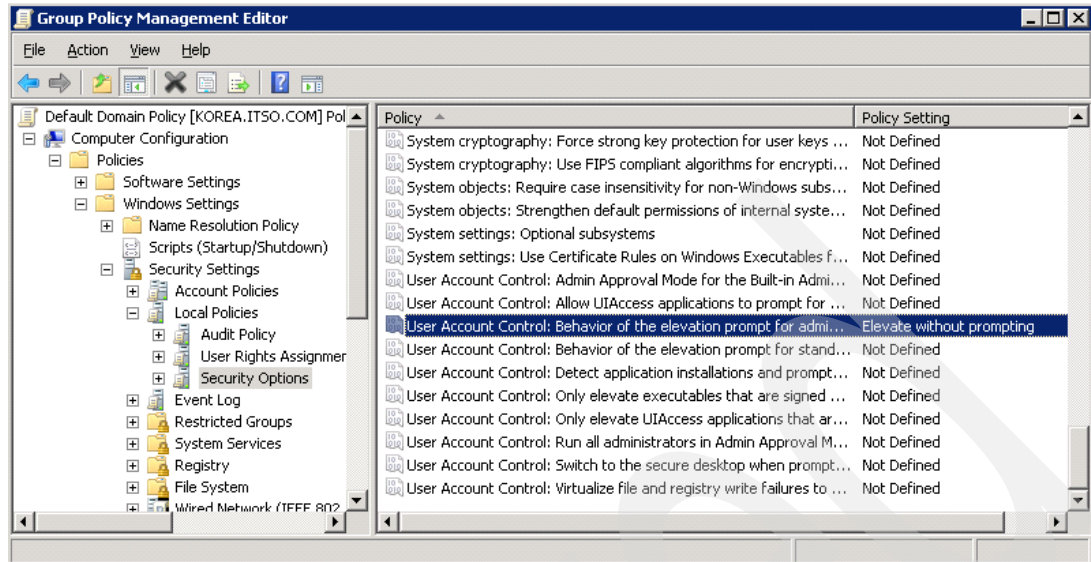 Group Policy Management Editor
File Action View Help
Default Domain Policy [KOREA.ITSO.COM] Pol
Computer Configuration
Policies
Software Settings
Windows Settings
Name Resolution Policy
Scripts (Startup/Shutdown)
Security Settings
Account Policies
Local Policies
Audit Policy
User Rights Assignmer
Security Options
Event Log
Restricted Groups
System Services
Registry
File System
Wired Network (IEEE 802
Policy Policy Setting
System cryptography: Force strong key protection for user keys ... Not Defined
System cryptography: Use FIPS compliant algorithms for encrypti... Not Defined
System objects: Require case insensitivity for non-Windows subs... Not Defined
System objects: Strengthen default permissions of internal syste... Not Defined
System settings: Optional subsystems Not Defined
System settings: Use Certificate Rules on Windows Executables f... Not Defined
User Account Control: Admin Approval Mode for the Built-in Admi... Not Defined
User Account Control: Allow UIAccess applications to prompt for ... Not Defined
User Account Control: Behavior of the elevation prompt for admi... Elevate without prompting
User Account Control: Behavior of the elevation prompt for stand... Not Defined
User Account Control: Detect application installations and prompt... Not Defined
User Account Control: Only elevate executables that are signed ... Not Defined
User Account Control: Only elevate UIAccess applications that ar... Not Defined
User Account Control: Run all administrators in Admin Approval M... Not Defined
User Account Control: Switch to the secure desktop when prompt... Not Defined
User Account Control: Virtualize file and registry write failures to ... Not Defined